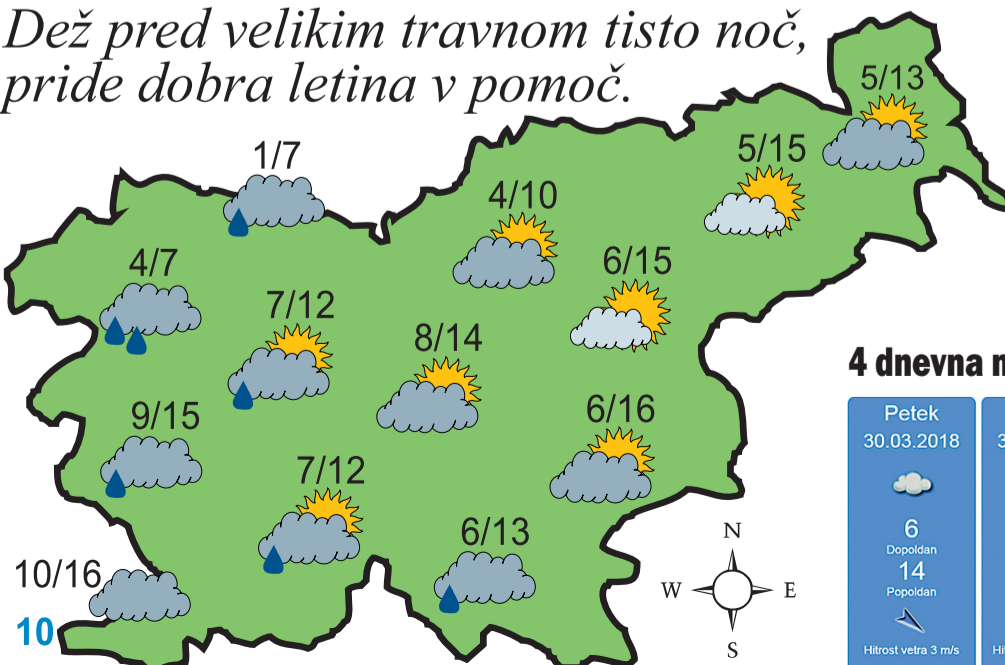 Dež pred velikim travnom tisto noč,
pride dobra letina v pomoč.
5/13
1/7
5/15
4/10
4/7
6/15
7/12
8/14
9/15
6/16
7/12
6/13
10/16
10
N
W E
S
4 dnevna
Petek
30.03.2018
6
Dopoldan
14
Popoldan
Hitrost vetra 3 m/s